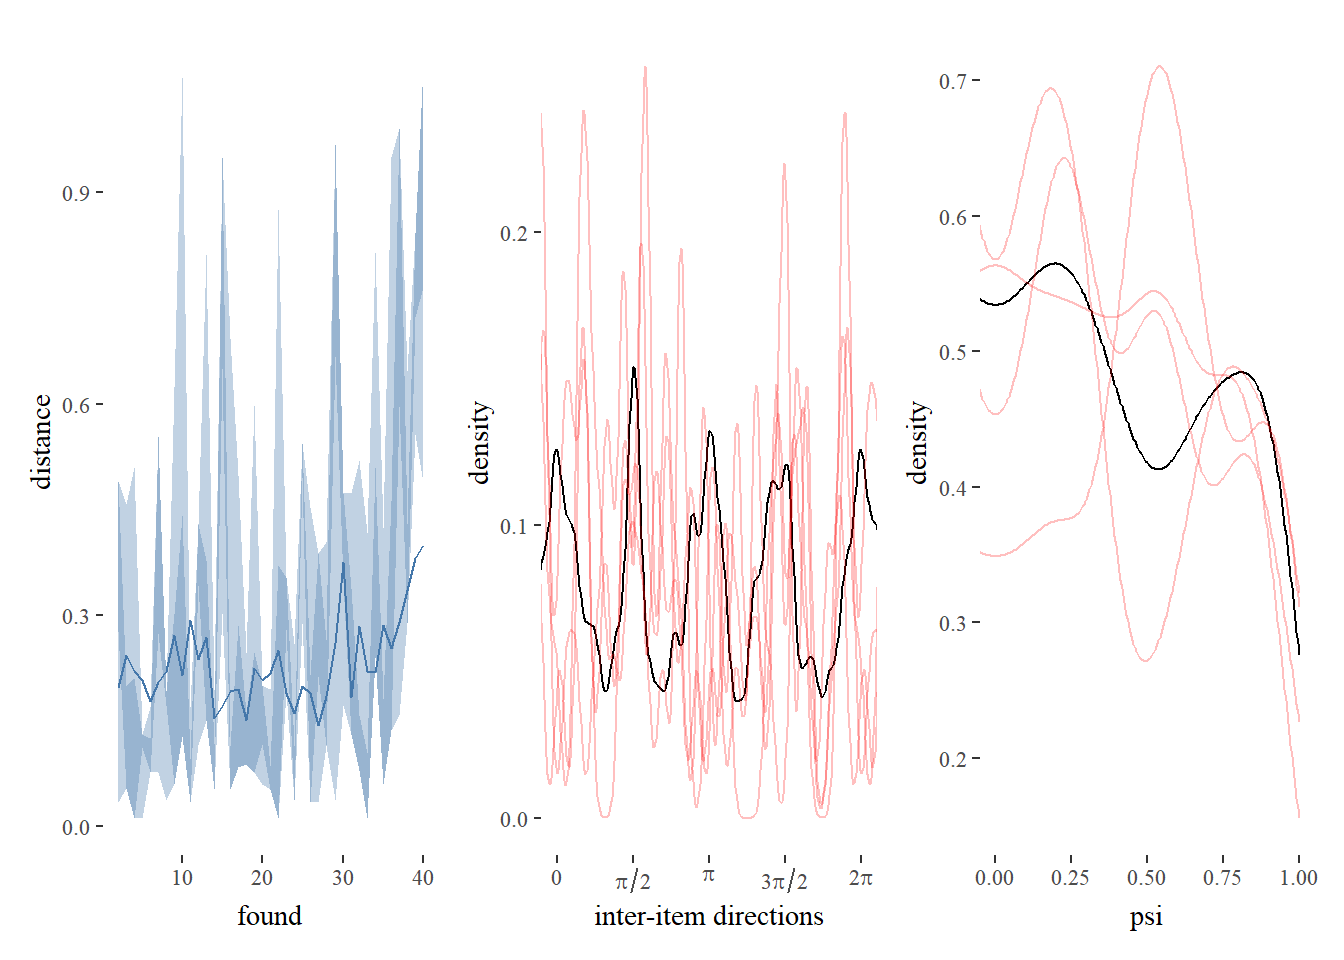 distance
0.9
0.6
0.3
0.0
10 20 30 40
found
density
0.2
0.1
0.0
0 π/2 π 3π/2 2π
inter-item directions
density
0.7
0.6
0.5
0.4
0.3
0.2
0.00 0.25 0.50 0.75 1.00
psi